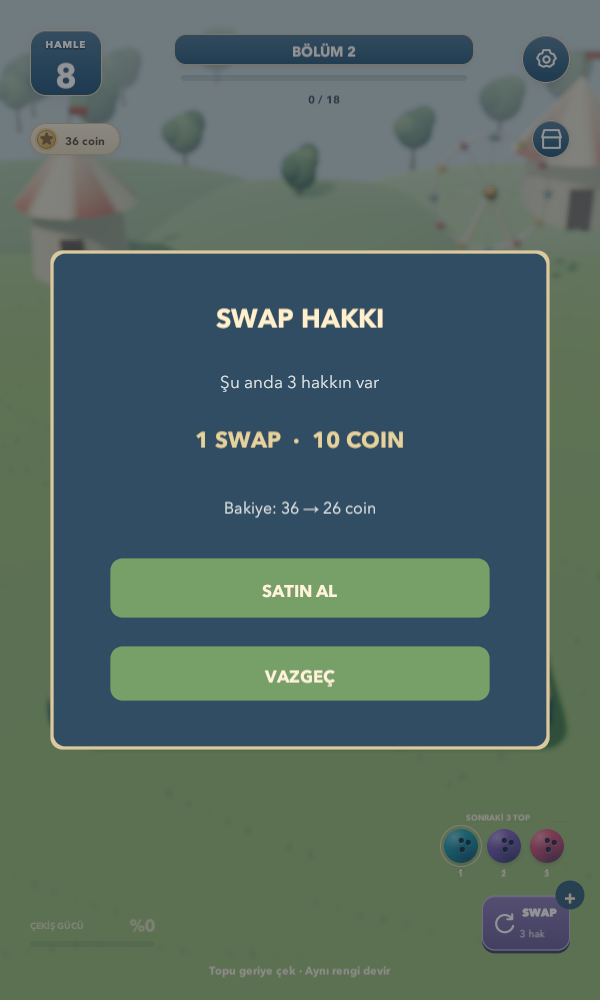 HAMLE
8
BÖLÜM 2
0 / 18
36 coin
SWAP HAKKI
Şu anda 3 hakkın var
1 SWAP · 10 COIN
Bakiye: 36 → 26 coin
SATIN AL
VAZGEÇ
SONRAKİ 3 TOP
1 2 3
SWAP
3 hak
+
ÇEKİŞ GÜCÜ %0
Topu geriye çek · Aynı rengi devir